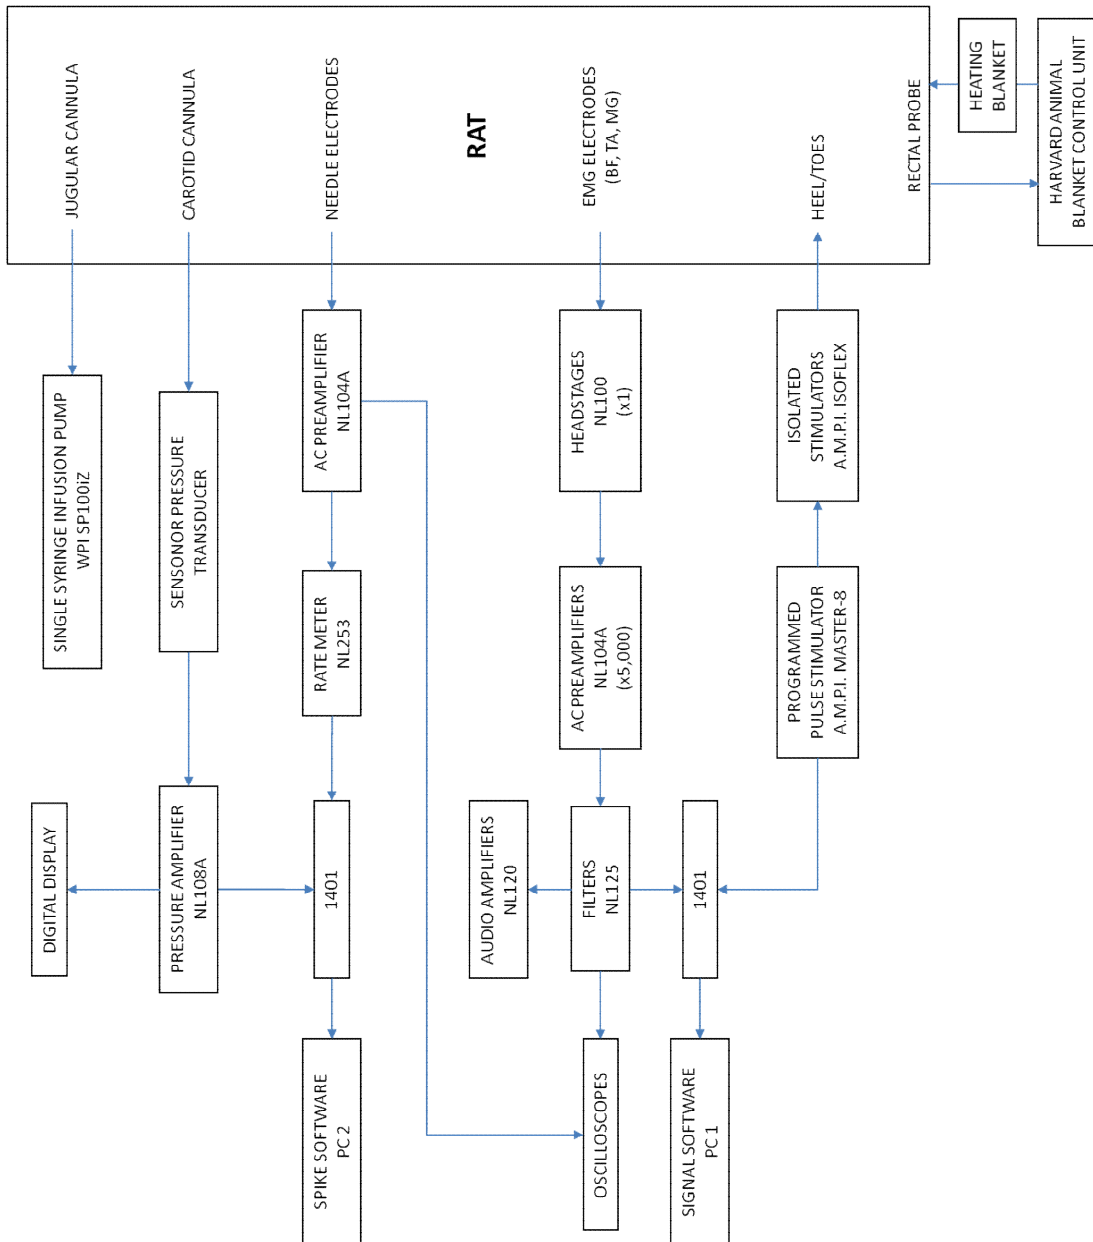 RAT
JUGULAR CANNULA
CAROTID CANNULA
NEEDLE ELECTRODES
EMG ELECTRODES
(BF, TA, MG)
HEEL/TOES
RECTAL PROBE
HEATING
BLANKET
HARVARD ANIMAL
BLANKET CONTROL UNIT
SINGLE SYRINGE INFUSION PUMP
WPI SP100iZ
SENSONOR PRESSURE
TRANSDUCER
AC PREAMPLIFIER
NL104A
HEADSTAGES
NL100
(x1)
ISOLATED
STIMULATORS
A.M.P.I. ISOFLEX
RATE METER
NL253
AC PREAMPLIFIERS
NL104A
(x5,000)
PROGRAMMED
PULSE STIMULATOR
A.M.P.I. MASTER-8
DIGITAL DISPLAY
PRESSURE AMPLIFIER
NL108A
1401
AUDIO AMPLIFIERS
NL120
FILTERS
NL125
1401
SPIKE SOFTWARE
PC 2
OSCILLOSCOPES
SIGNAL SOFTWARE
PC 1